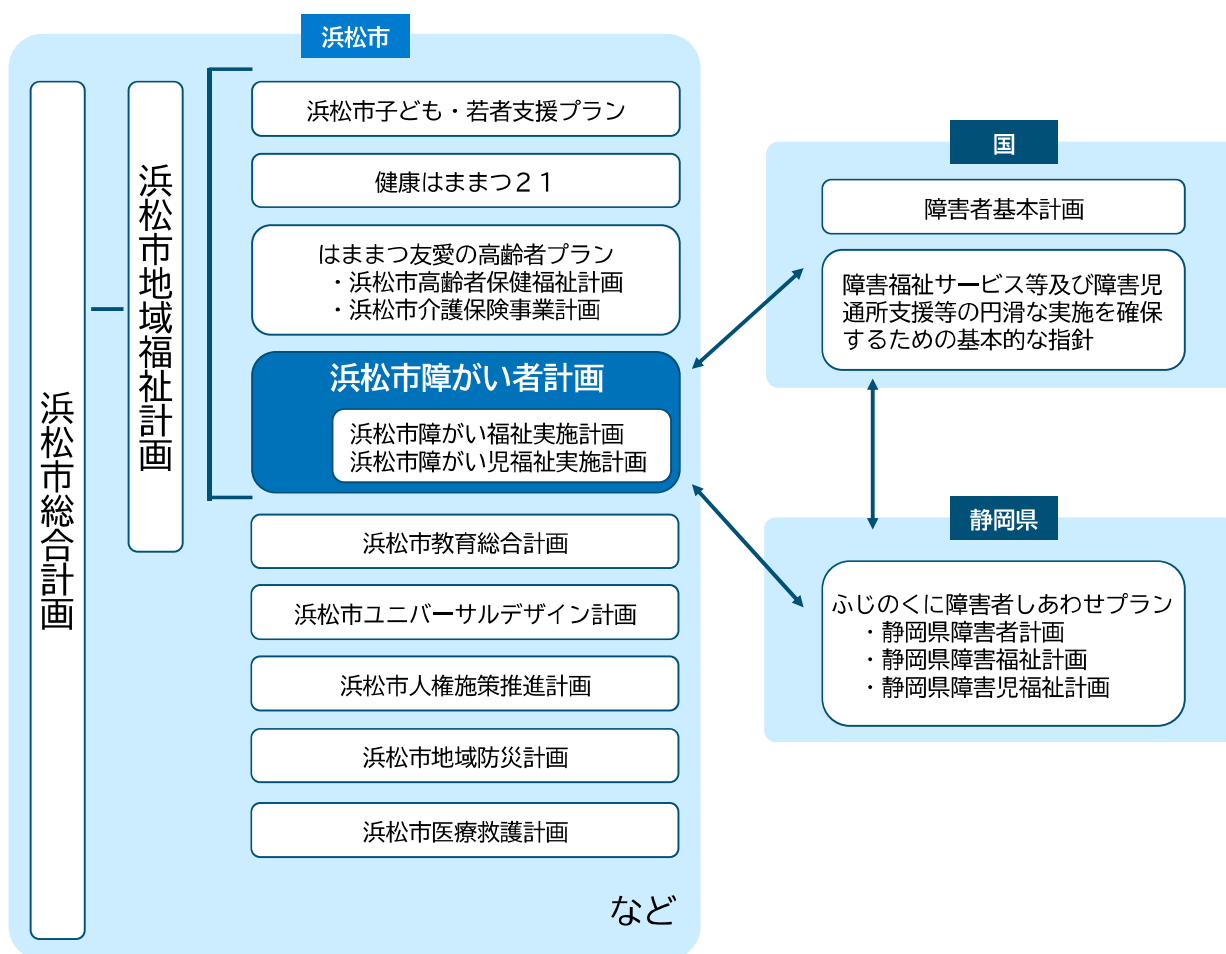 浜松市
浜松市総合計画
浜松市地域福祉計画
浜松市子ども・若者支援プラン
健康はままつ２１
はままつ友愛の高齢者プラン
・浜松市高齢者保健福祉計画
・浜松市介護保険事業計画
浜松市障がい者計画
浜松市障がい福祉実施計画
浜松市障がい児福祉実施計画
浜松市教育総合計画
浜松市ユニバーサルデザイン計画
浜松市人権施策推進計画
浜松市地域防災計画
浜松市医療救護計画
など
国
障害者基本計画
障害福祉サービス等及び障害児
通所支援等の円滑な実施を確保
するための基本的な指針
静岡県
ふじのくに障害者しあわせプラン
・静岡県障害者計画
・静岡県障害福祉計画
・静岡県障害児福祉計画